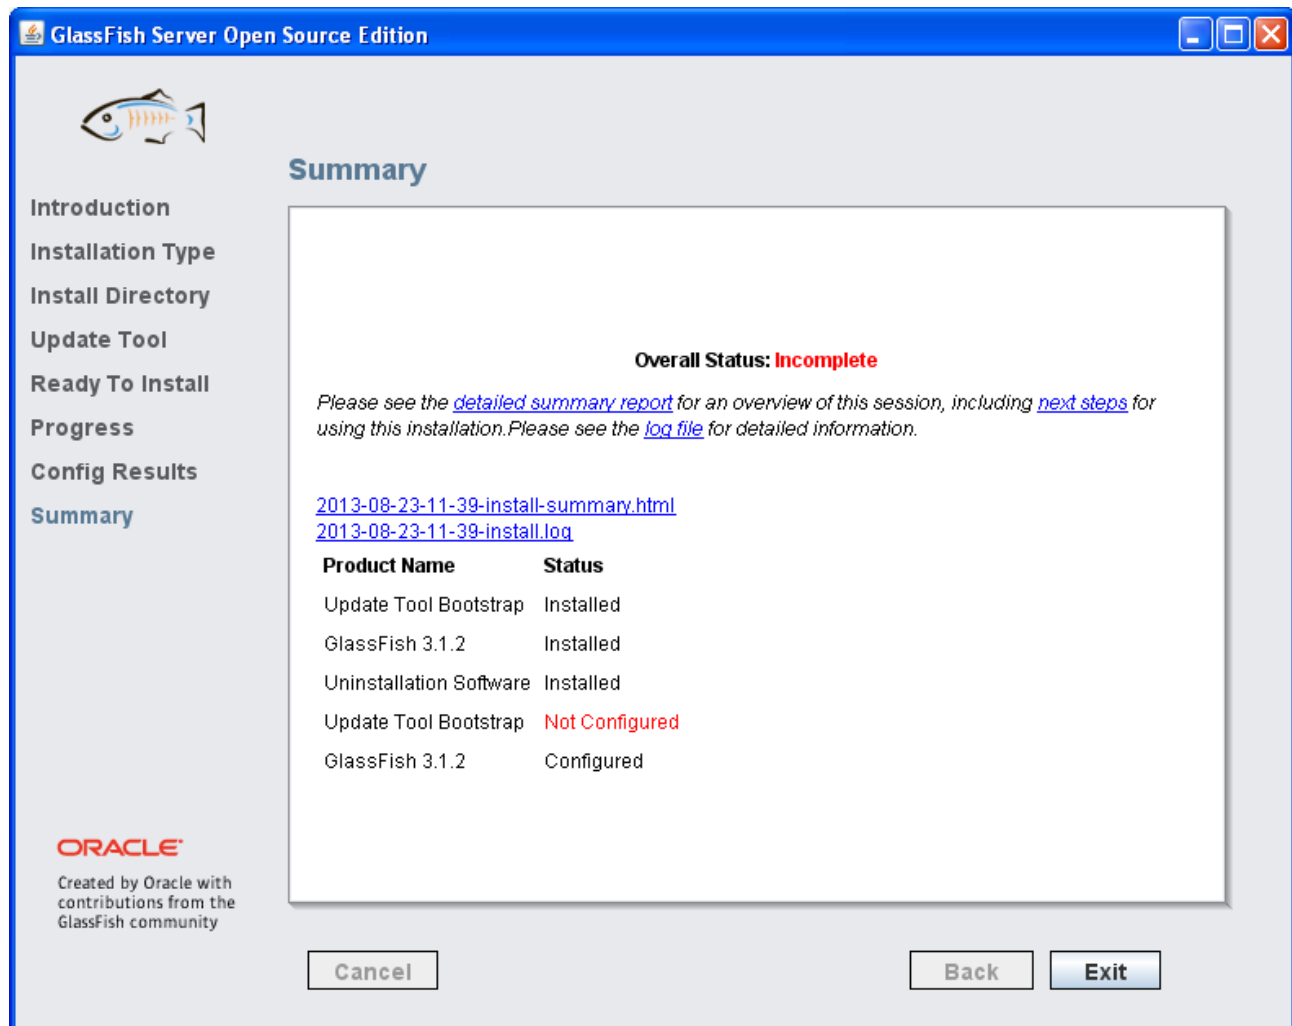 GlassFish Server Open Source Edition
Summary
Introduction
Installation Type
Install Directory
Update Tool
Ready To Install
Progress
Config Results
Summary
Overall Status: Incomplete
Please see the detailed summary report for an overview of this session, including next steps for
using this installation.Please see the log file for detailed information.
2013-08-23-11-39-install-summary.html
2013-08-23-11-39-install.log
Product Name Status
Update Tool Bootstrap Installed
GlassFish 3.1.2 Installed
Uninstallation Software Installed
Update Tool Bootstrap Not Configured
GlassFish 3.1.2 Configured
ORACLE
Created by Oracle with
contributions from the
GlassFish community
Cancel Back Exit